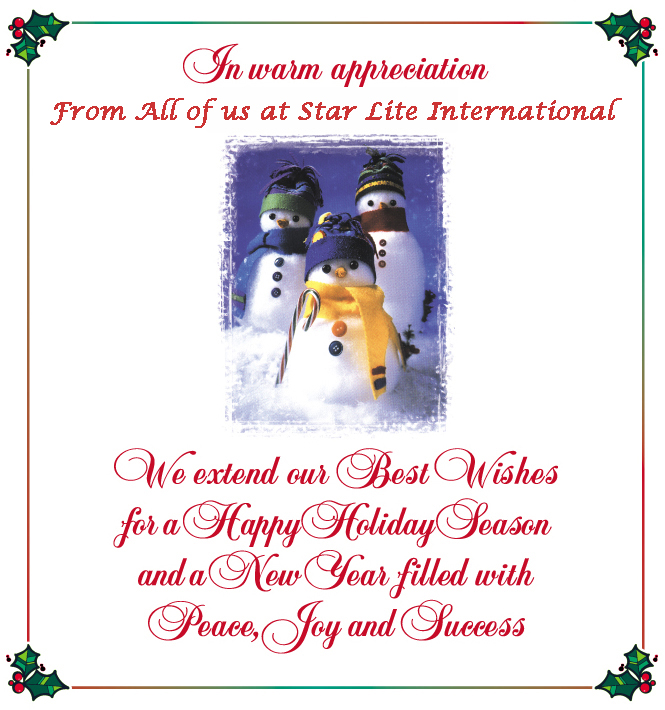 In warm appreciation
From All of us at Star Lite International
We extend our Best Wishes
for a Happy Holiday Season
and a New Year filled with
Peace, Joy and Success